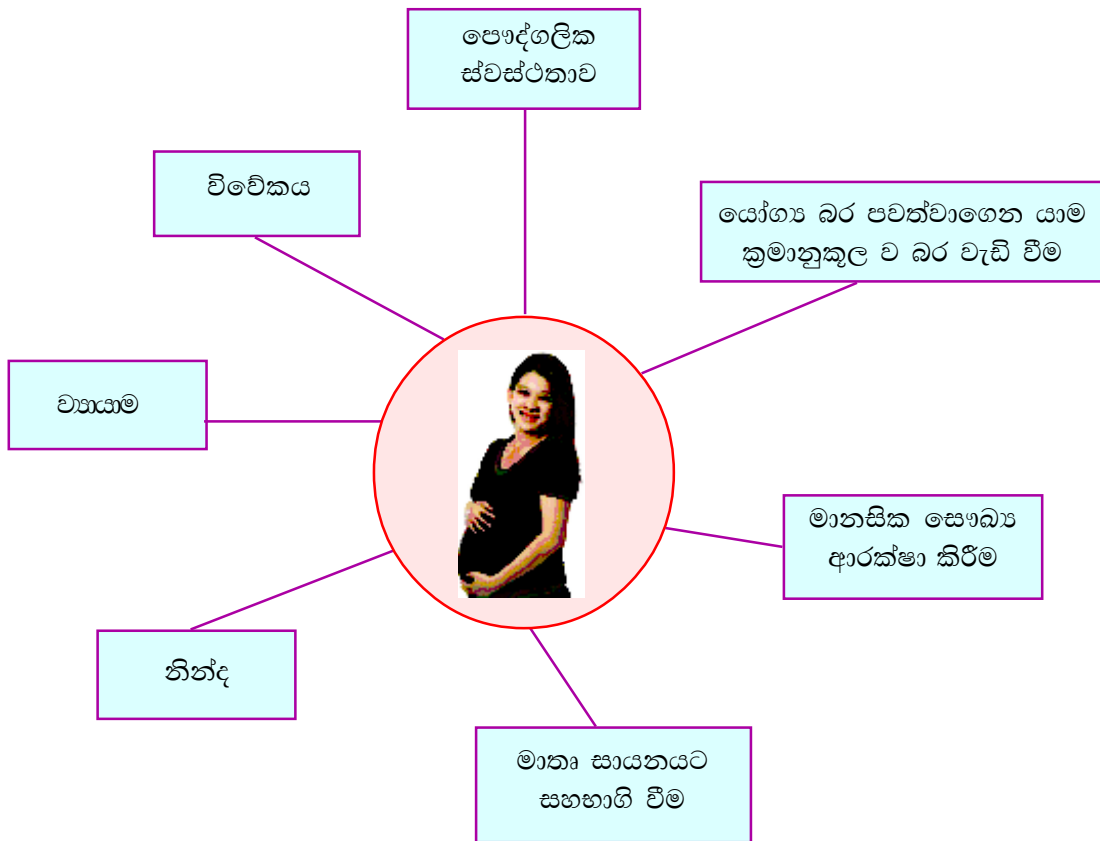 පෞද්ගලික
ස්වස්ථතාව
විවේකය
යෝග්‍ය බර පවත්වාගෙන යාම
ක්‍රමානුකූල ව බර වැඩි වීම
ව්‍යායාම
මානසික සෞඛ්‍ය
ආරක්ෂා කිරීම
නින්ද
මාතෘ සායනයට
සහභාගි වීම